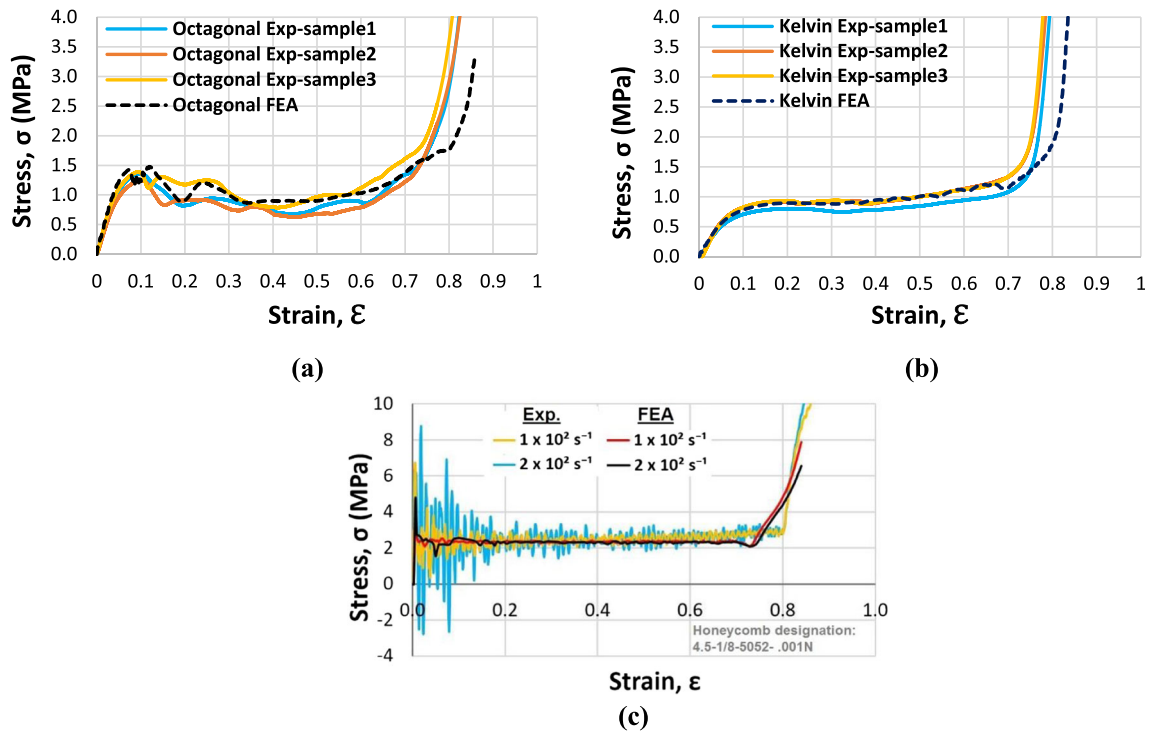 4.0
3.5
3.0
2.5
2.0
1.5
1.0
0.5
0.0
Stress, σ (MPa)
Octagonal Exp-sample1
Octagonal Exp-sample2
Octagonal Exp-sample3
Octagonal FEA
0 0.1 0.2 0.3 0.4 0.5 0.6 0.7 0.8 0.9 1
Strain, Ɛ
(a)
4.0
3.5
3.0
2.5
2.0
1.5
1.0
0.5
0.0
Stress, σ (MPa)
Kelvin Exp-sample1
Kelvin Exp-sample2
Kelvin Exp-sample3
Kelvin FEA
0 0.1 0.2 0.3 0.4 0.5 0.6 0.7 0.8 0.9 1
Strain, Ɛ
(b)
10
8
6
4
2
0
-2
-4
Stress, σ (MPa)
Exp. FEA
1 x 10² s⁻¹ 1 x 10² s⁻¹
2 x 10² s⁻¹ 2 x 10² s⁻¹
0.0 0.2 0.4 0.6 0.8 1.0
Honeycomb designation:
4.5-1/8-5052- .001N
Strain, ε
(c)